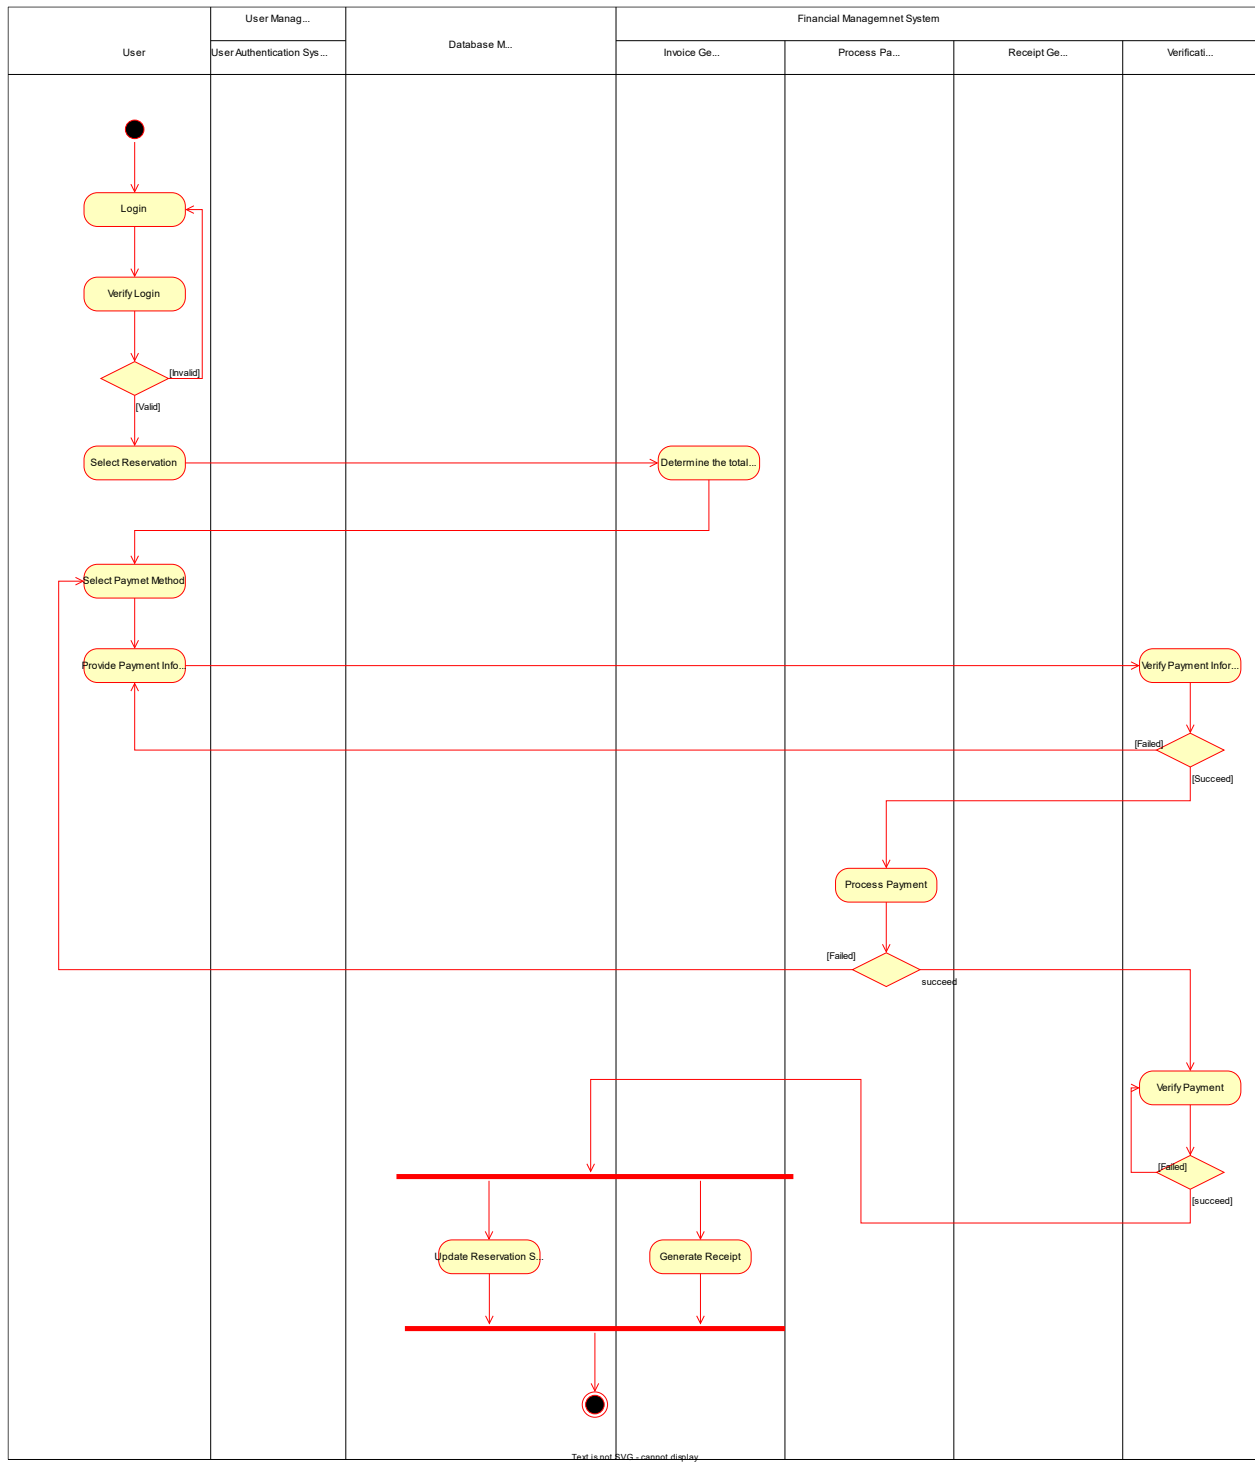 User Manag...
Financial Managemnet System
User
User Authentication Sys...
Database M...
Invoice Ge...
Process Pa...
Receipt Ge...
Verificati...
Login
Verify Login
[Invalid]
[Valid]
Select Reservation
Determine the total...
Select Paymet Method
Provide Payment Info...
Verify Payment Infor...
[Failed]
[Succeed]
Process Payment
[Failed]
succeed
Verify Payment
[Failed]
[succeed]
Update Reservation S...
Generate Receipt
Text is not SVG - cannot display